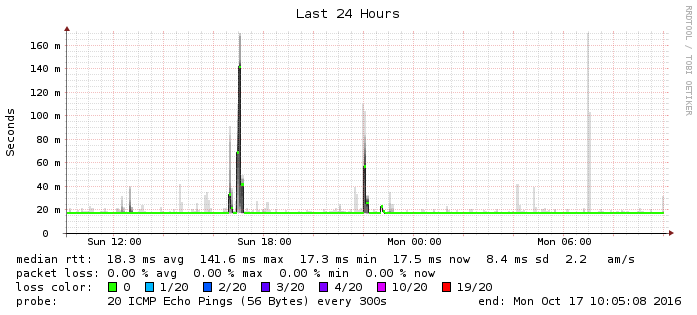 Last 24 Hours
RRDTOOL / TOBI OETIKER
Seconds
160 m
140 m
120 m
100 m
80 m
60 m
40 m
20 m
0
Sun 12:00 Sun 18:00 Mon 00:00 Mon 06:00
median rtt: 18.3 ms avg 141.6 ms max 17.3 ms min 17.5 ms now 8.4 ms sd 2.2 am/s
packet loss: 0.00 % avg 0.00 % max 0.00 % min 0.00 % now
loss color: 0 1/20 2/20 3/20 4/20 10/20 19/20
probe: 20 ICMP Echo Pings (56 Bytes) every 300s end: Mon Oct 17 10:05:08 2016